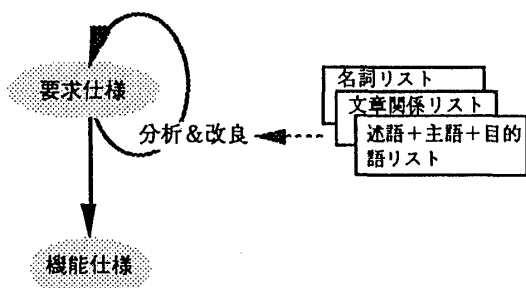 要求仕様
分析＆改良
名詞リスト
文章関係リスト
述語＋主語＋目的
語リスト
機能仕様